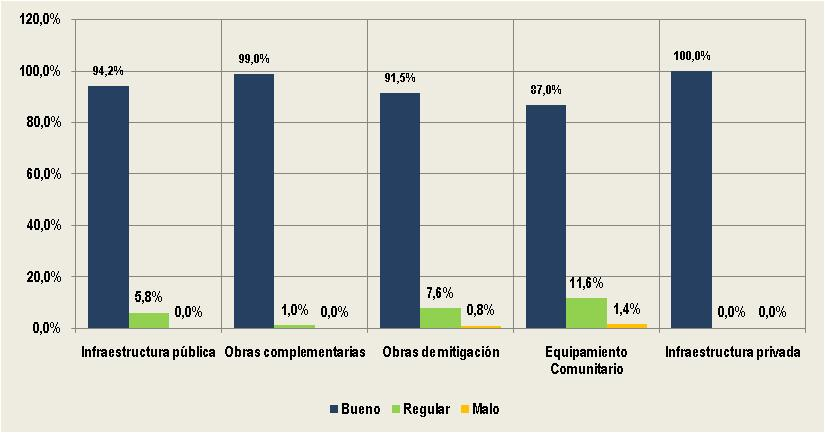 120,0%
100,0%
80,0%
60,0%
40,0%
20,0%
0,0%
94,2%
5,8%
0,0%
99,0%
1,0%
0,0%
91,5%
7,6%
0,8%
87,0%
11,6%
1,4%
100,0%
0,0%
0,0%
Infraestructura pública
Obras complementarias
Obras de mitigación
Equipamiento
Comunitario
Infraestructura privada
Bueno
Regular
Malo